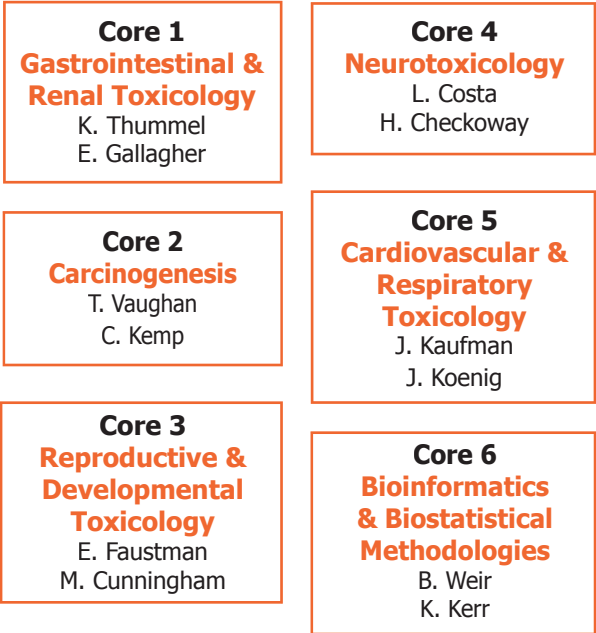 Core 1
Gastrointestinal &
Renal Toxicology
K. Thummel
E. Gallagher
Core 2
Carcinogenesis
T. Vaughan
C. Kemp
Core 3
Reproductive &
Developmental
Toxicology
E. Faustman
M. Cunningham
Core 4
Neurotoxicology
L. Costa
H. Checkoway
Core 5
Cardiovascular &
Respiratory
Toxicology
J. Kaufman
J. Koenig
Core 6
Bioinformatics
& Biostatistical
Methodologies
B. Weir
K. Kerr